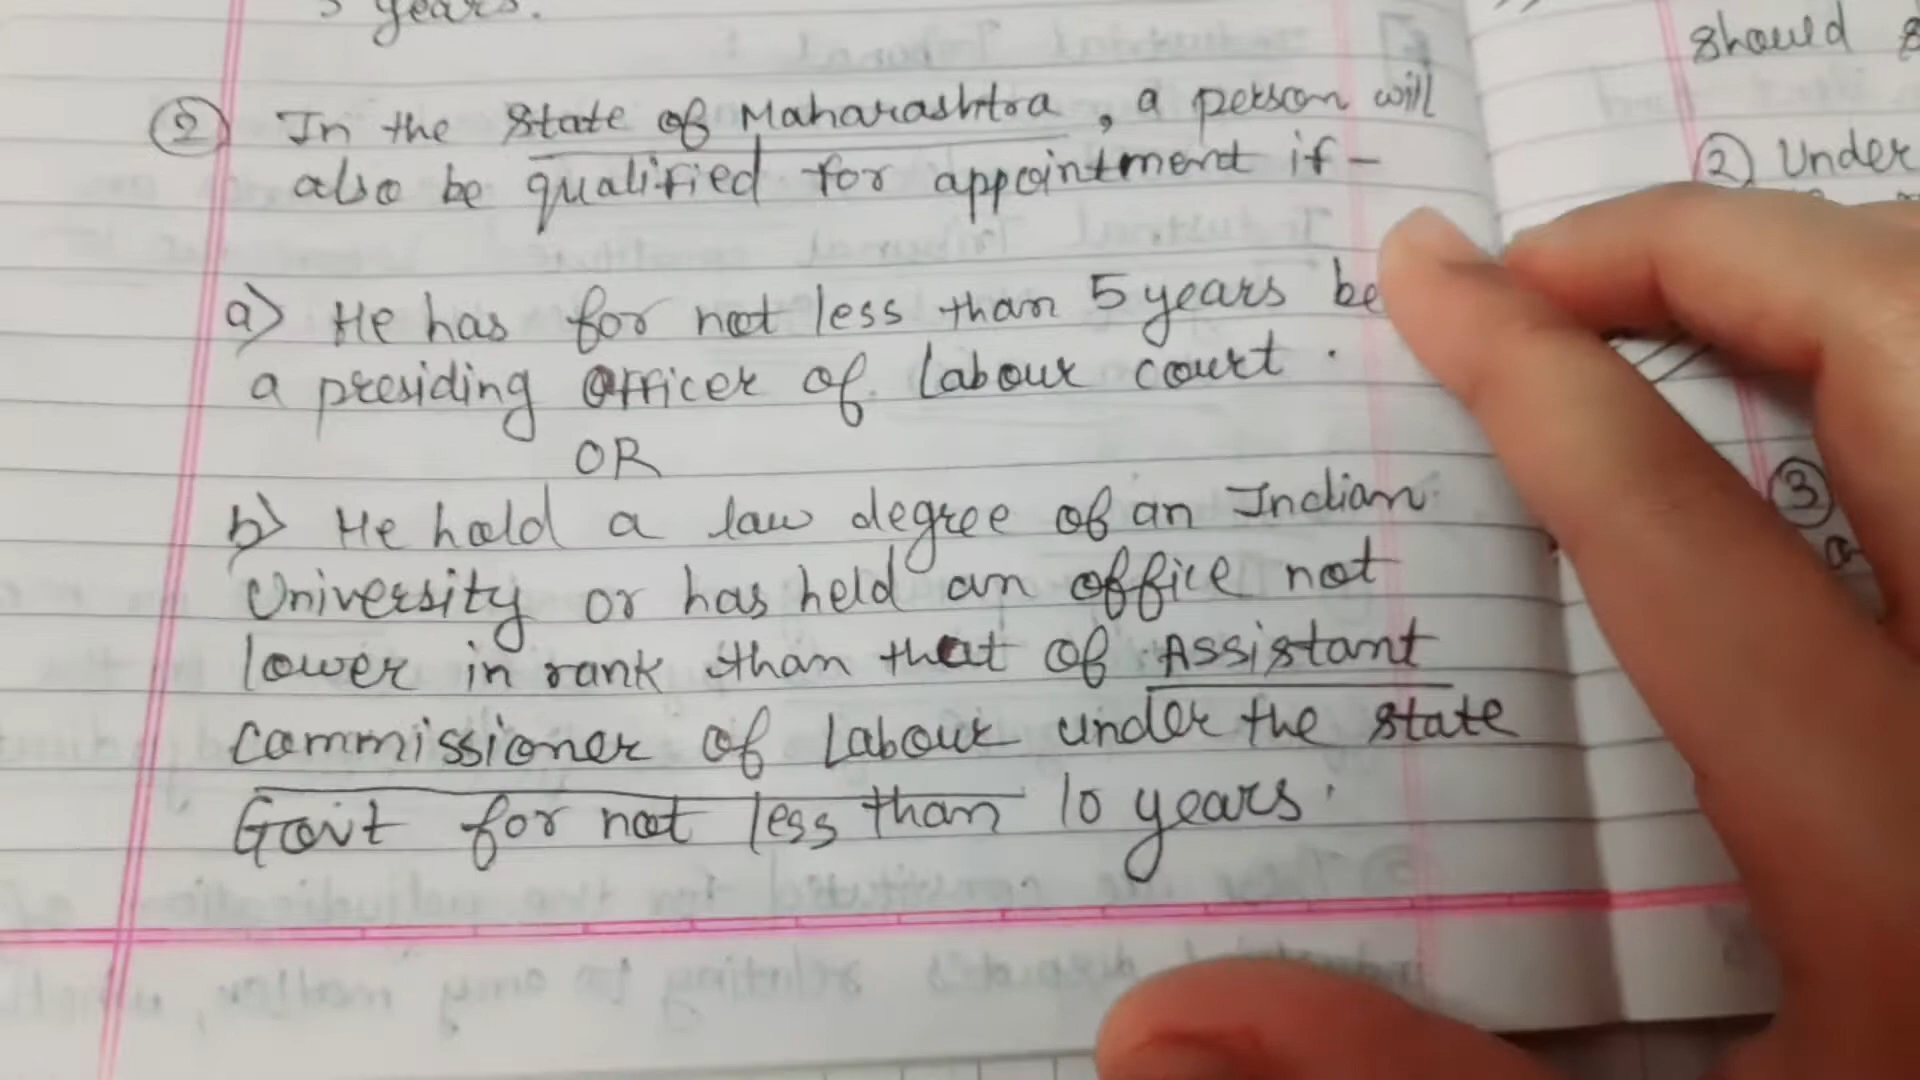 years.
② In the State of Maharashtra, a person will
also be qualified for appointment if -
a) He has for not less than 5 years be
a presiding officer of labour court.
OR
b) He hold a law degree of an Indian
University or has held an office not
lower in rank than that of Assistant
Commissioner of Labour under the state
Govt for not less than 10 years.
should
② Under
③